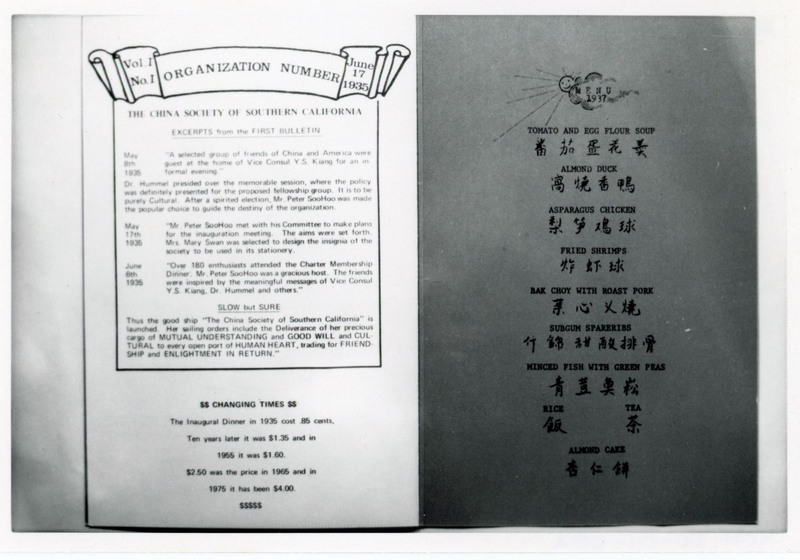 Vol.I
No.I
ORGANIZATION NUMBER
June
17
1935
THE CHINA SOCIETY OF SOUTHERN CALIFORNIA
EXCERPTS from the FIRST BULLETIN
May
8th
1935
"A selected group of friends of China and America were
guest at the home of Vice Consul Y.S. Kiang for an in-
formal evening."
Dr. Hummel presided over the memorable session, where the policy
was definitely presented for the proposed fellowship group. It is to be
purely Cultural. After a spirited election, Mr. Peter SooHoo was made
the popular choice to guide the destiny of the organization.
May
17th
1935
"Mr. Peter SooHoo met with his Committee to make plans
for the inauguration meeting. The aims were set forth.
Mrs. Mary Swan was selected to design the insignia of the
society to be used in its stationery.
June
6th
1935
"Over 180 enthusiasts attended the Charter Membership
Dinner. Mr. Peter SooHoo was a gracious host. The friends
were inspired by the meaningful messages of Vice Consul
Y.S. Kiang, Dr. Hummel and others."
SLOW but SURE
Thus the good ship "The China Society of Southern California" is
launched. Her sailing orders include the Deliverance of her precious
cargo of MUTUAL UNDERSTANDING and GOOD WILL and CUL-
TURAL to every open port of HUMAN HEART, trading for FRIEND-
SHIP and ENLIGHTMENT IN RETURN."
$$ CHANGING TIMES $$
The Inaugural Dinner in 1935 cost .85 cents,
Ten years later it was $1.35 and in
1955 it was $1.60.
$2.50 was the price in 1965 and in
1975 it has been $4.00.
$$$$$
MENU
1937
TOMATO AND EGG FLOUR SOUP
番茄蛋花羹
ALMOND DUCK
窩燒杏鴨
ASPARAGUS CHICKEN
梨笋鸡球
FRIED SHRIMPS
炸虾球
BAK CHOY WITH ROAST PORK
菜心火燒
SUBGUM SPARERIBS
什錦甜酸排骨
MINCED FISH WITH GREEN PEAS
青荳魚崧
RICE TEA
飯 茶
ALMOND CAKE
杏仁餅